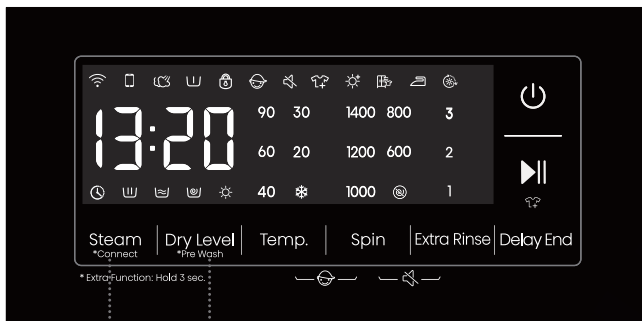 13:20
90 30 1400 800 3
60 20 1200 600 2
40 1000 1
Steam Dry Level Temp. Spin Extra Rinse Delay End
*Connect *Pre Wash
* Extra Function: Hold 3 sec.